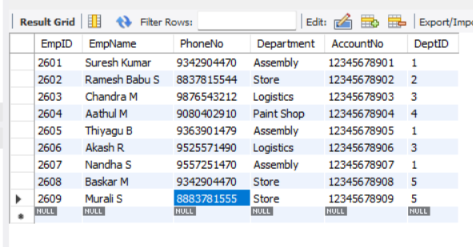 Result Grid Filter Rows: Edit: Export/Impo
EmpID EmpName PhoneNo Department AccountNo DeptID
2601 Suresh Kumar 9342904470 Assembly 12345678901 1
2602 Ramesh Babu S 8837815544 Store 12345678902 2
2603 Chandra M 9876543212 Logistics 12345678903 3
2604 Aathul M 9080402910 Paint Shop 12345678904 4
2605 Thiyagu B 9363901479 Assembly 12345678905 1
2606 Akash R 9525571490 Logistics 12345678906 3
2607 Nandha S 9557251470 Assembly 12345678907 1
2608 Baskar M 9342904470 Store 12345678908 5
2609 Murali S 8883781555 Store 12345678909 5
NULL NULL NULL NULL NULL NULL